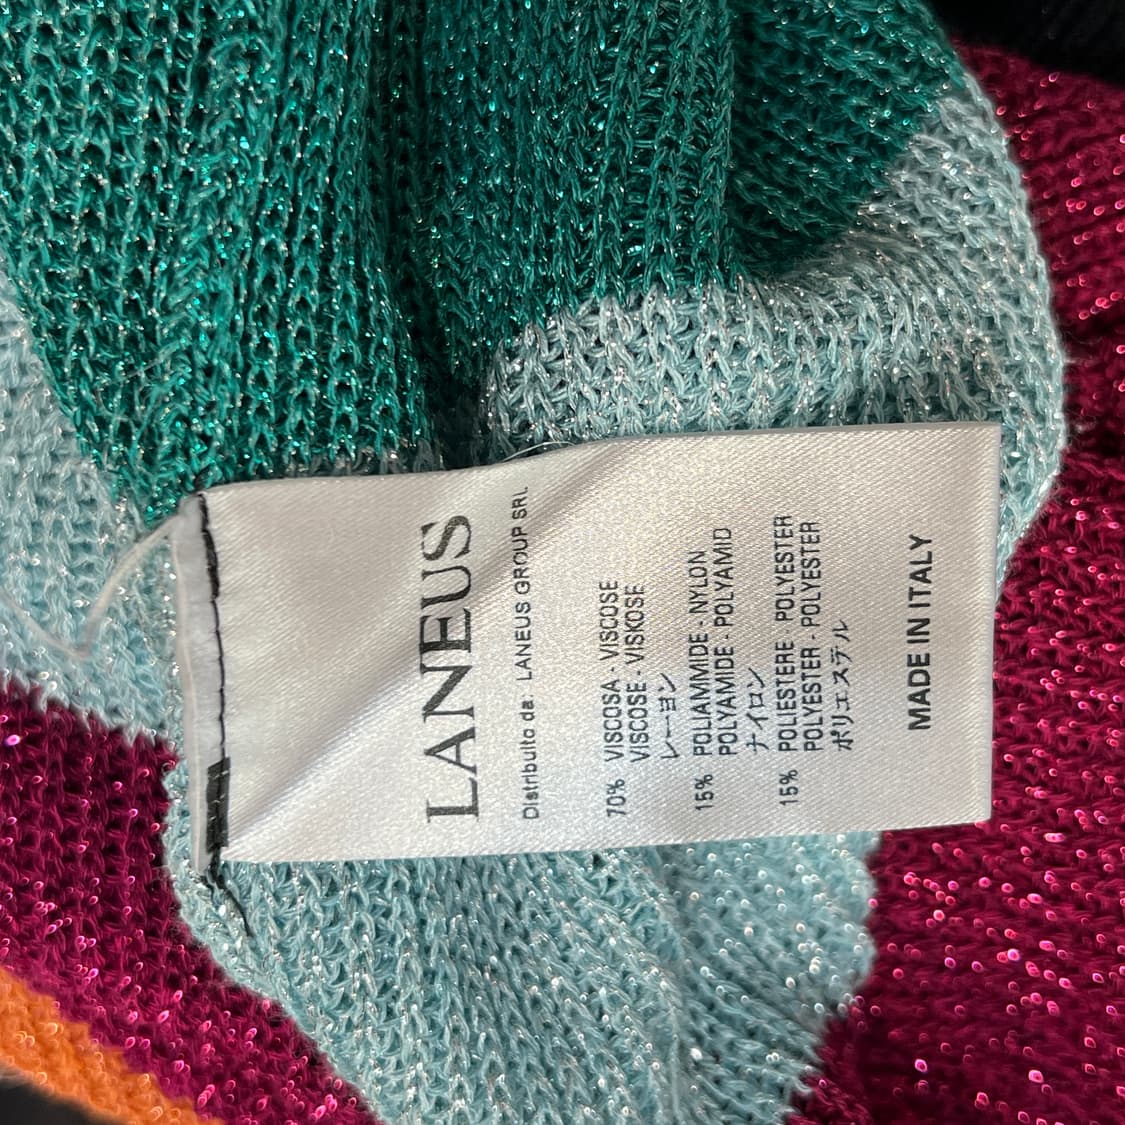 LANEUS
Distribuito da: LANEUS GROUP SRL
70% VISCOSA - VISCOSE
VISCOSE - VISKOSE
レーヨン
15% POLIAMMIDE - NYLON
POLYAMIDE - POLYAMID
ナイロン
15% POLIESTERE POLYESTER
POLYESTER - POLYESTER
ポリエステル
MADE IN ITALY